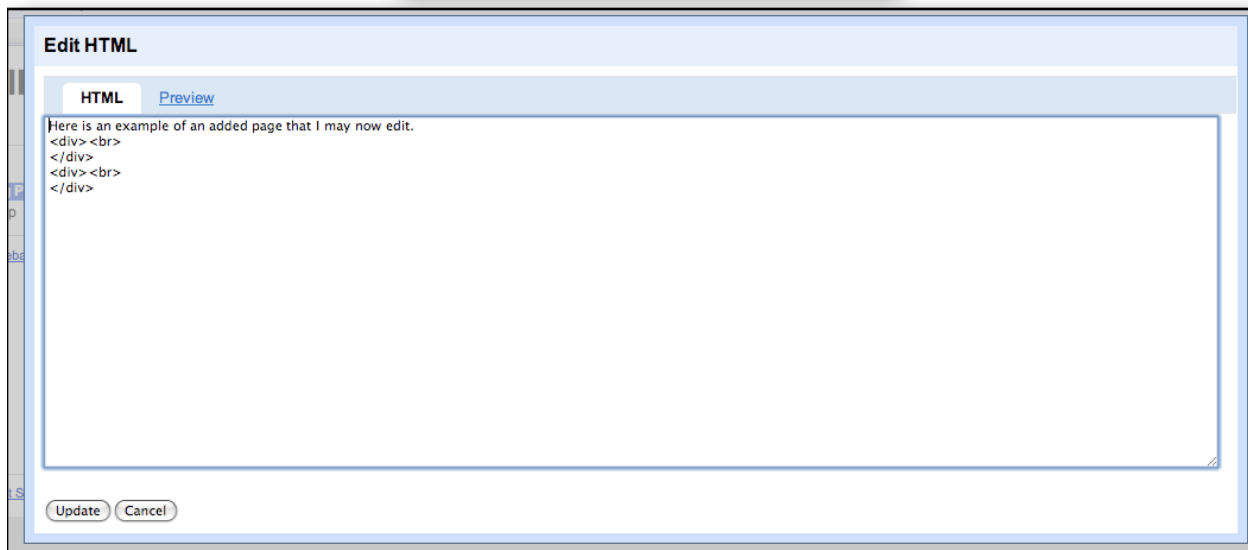 Edit HTML
HTML Preview
Here is an example of an added page that I may now edit.
<div><br>
</div>
<div><br>
</div>
Update Cancel